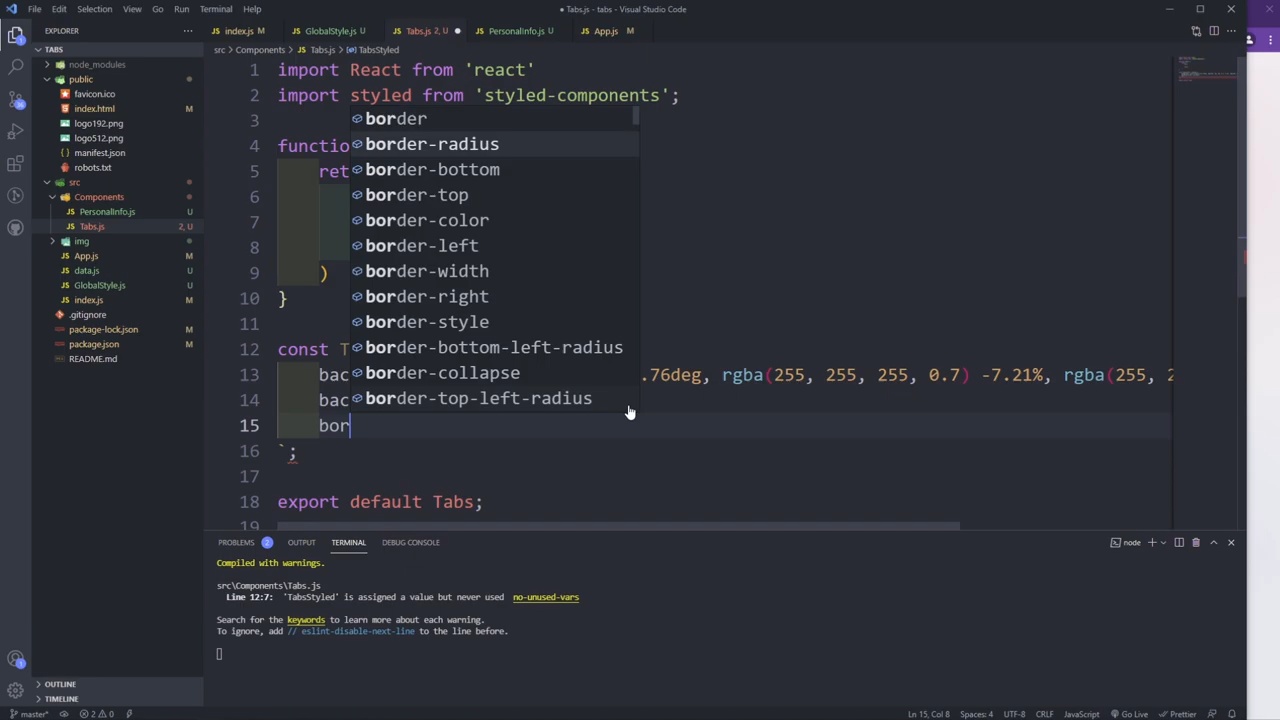 File Edit Selection View Go Run Terminal Help
● Tabs.js - tabs - Visual Studio Code
EXPLORER
index.js M GlobalStyle.js U Tabs.js 2, U PersonalInfo.js U App.js M
TABS
src > Components > Tabs.js > TabsStyled
node_modules
public
favicon.ico
index.html M
logo192.png
logo512.png
manifest.json
robots.txt
src
Components
PersonalInfo.js U
Tabs.js 2, U
img
App.js M
data.js U
GlobalStyle.js U
index.js M
.gitignore
package-lock.json M
package.json M
README.md
OUTLINE
TIMELINE
1 import React from 'react'
2 import styled from 'styled-components';
3
4 functio
5 ret
6
7
8
9 )
10 }
11
12 const T
13 bac .76deg, rgba(255, 255, 255, 0.7) -7.21%, rgba(255, 2
14 bac
15 bor
16 `;
17
18 export default Tabs;
19
border
border-radius
border-bottom
border-top
border-color
border-left
border-width
border-right
border-style
border-bottom-left-radius
border-collapse
border-top-left-radius
PROBLEMS 2 OUTPUT TERMINAL DEBUG CONSOLE
node
Compiled with warnings.
src\Components\Tabs.js
Line 12:7: 'TabsStyled' is assigned a value but never used no-unused-vars
Search for the keywords to learn more about each warning.
To ignore, add // eslint-disable-next-line to the line before.
master* 2 0
Ln 15, Col 8 Spaces: 4 UTF-8 CRLF JavaScript Go Live Prettier